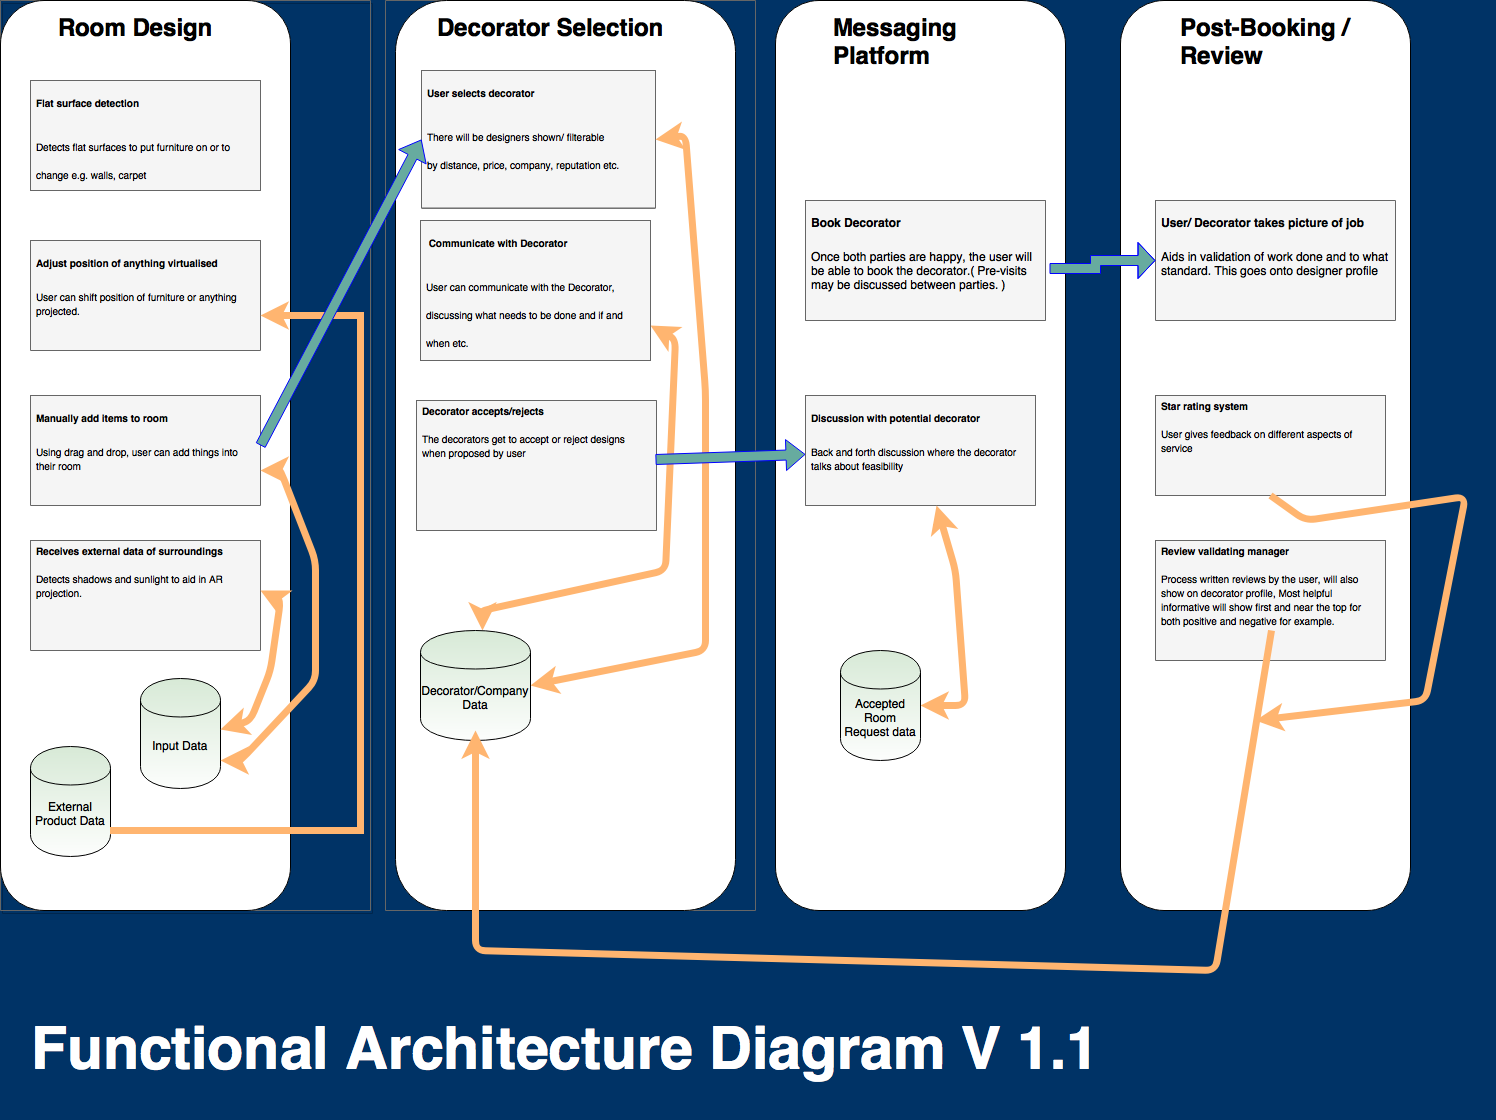 Room Design
Flat surface detection
Detects flat surfaces to put furniture on or to
change e.g. walls, carpet
Adjust position of anything virtualised
User can shift position of furniture or anything
projected.
Manually add items to room
Using drag and drop, user can add things into
their room
Receives external data of surroundings
Detects shadows and sunlight to aid in AR
projection.
Input Data
External
Product Data
Decorator Selection
User selects decorator
There will be designers shown/ filterable
by distance, price, company, reputation etc.
Communicate with Decorator
User can communicate with the Decorator,
discussing what needs to be done and if and
when etc.
Decorator accepts/rejects
The decorators get to accept or reject designs
when proposed by user
Decorator/Company
Data
Messaging
Platform
Book Decorator
Once both parties are happy, the user will
be able to book the decorator.( Pre-visits
may be discussed between parties. )
Discussion with potential decorator
Back and forth discussion where the decorator
talks about feasibility
Accepted
Room
Request data
Post-Booking /
Review
User/ Decorator takes picture of job
Aids in validation of work done and to what
standard. This goes onto designer profile
Star rating system
User gives feedback on different aspects of
service
Review validating manager
Process written reviews by the user, will also
show on decorator profile, Most helpful
informative will show first and near the top for
both positive and negative for example.
Functional Architecture Diagram V 1.1